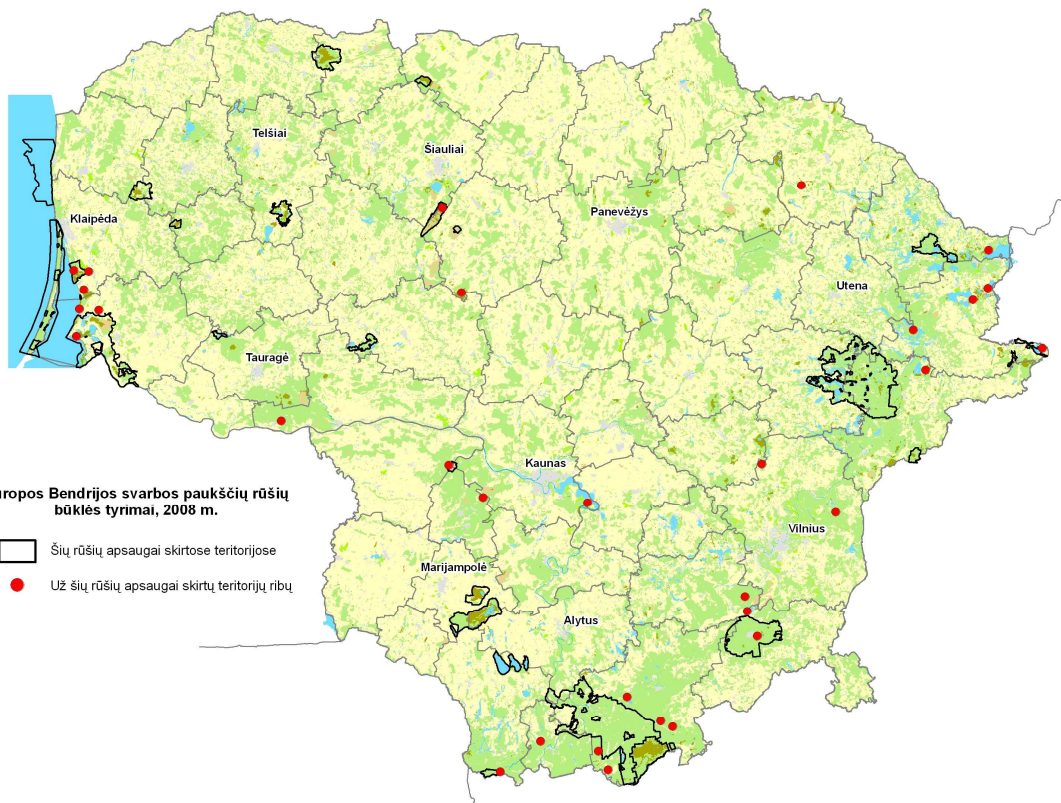 Telšiai
Šiauliai
Klaipėda
Panevėžys
Utena
Tauragė
Kaunas
uropos Bendrijos svarbos paukščių rūšių
būklės tyrimai, 2008 m.
Vilnius
Šių rūšių apsaugai skirtose teritorijose
Marijampolė
Už šių rūšių apsaugai skirtų teritorijų ribų
Alytus